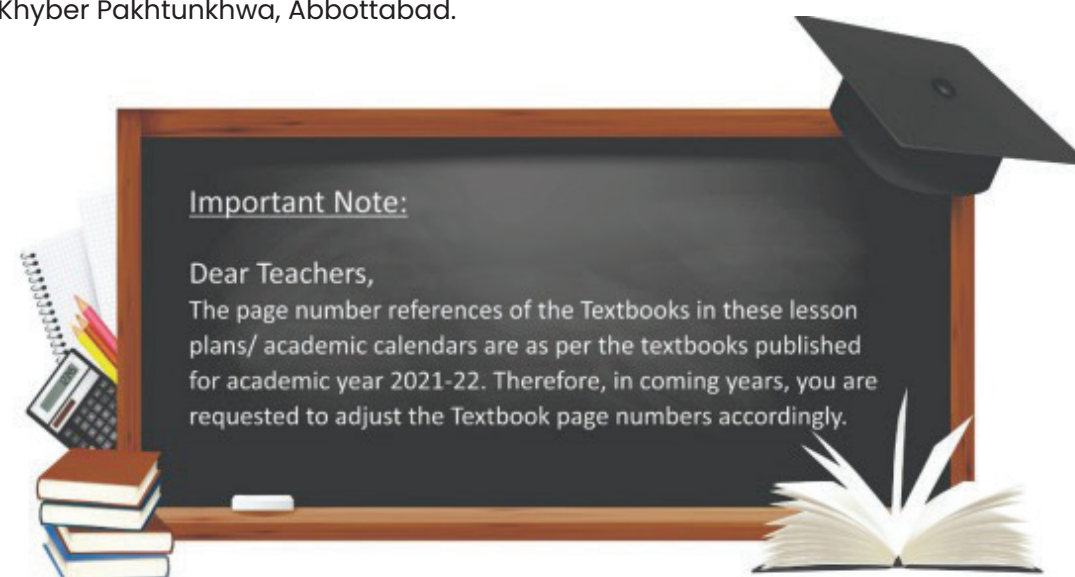 Khyber Pakhtunkhwa, Abbottabad.
Important Note:
Dear Teachers,
The page number references of the Textbooks in these lesson
plans/ academic calendars are as per the textbooks published
for academic year 2021-22. Therefore, in coming years, you are
requested to adjust the Textbook page numbers accordingly.